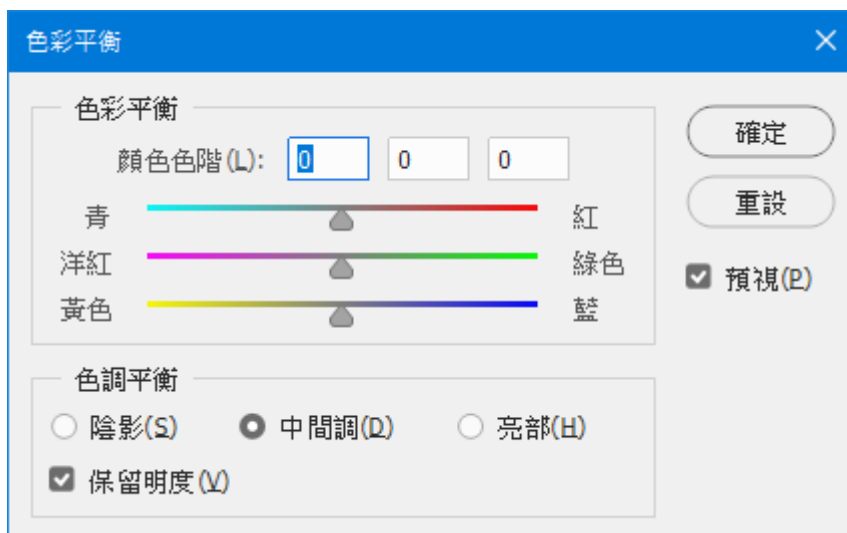 色彩平衡
色彩平衡
顏色色階(L): 0 0 0
青 紅
洋紅 綠色
黃色 藍
確定
重設
預視(P)
色調平衡
陰影(S) 中間調(D) 亮部(H)
保留明度(V)